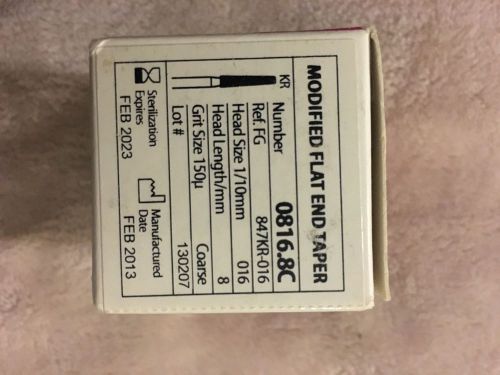 MODIFIED FLAT END TAPER
KR
Number 0816.8C
Ref. FG 847KR-016
Head Size 1/10mm 016
Head Length/mm 8
Grit Size 150µ Coarse
Lot # 130207
Sterilization Expires
FEB 2023
Manufactured Date
FEB 2013